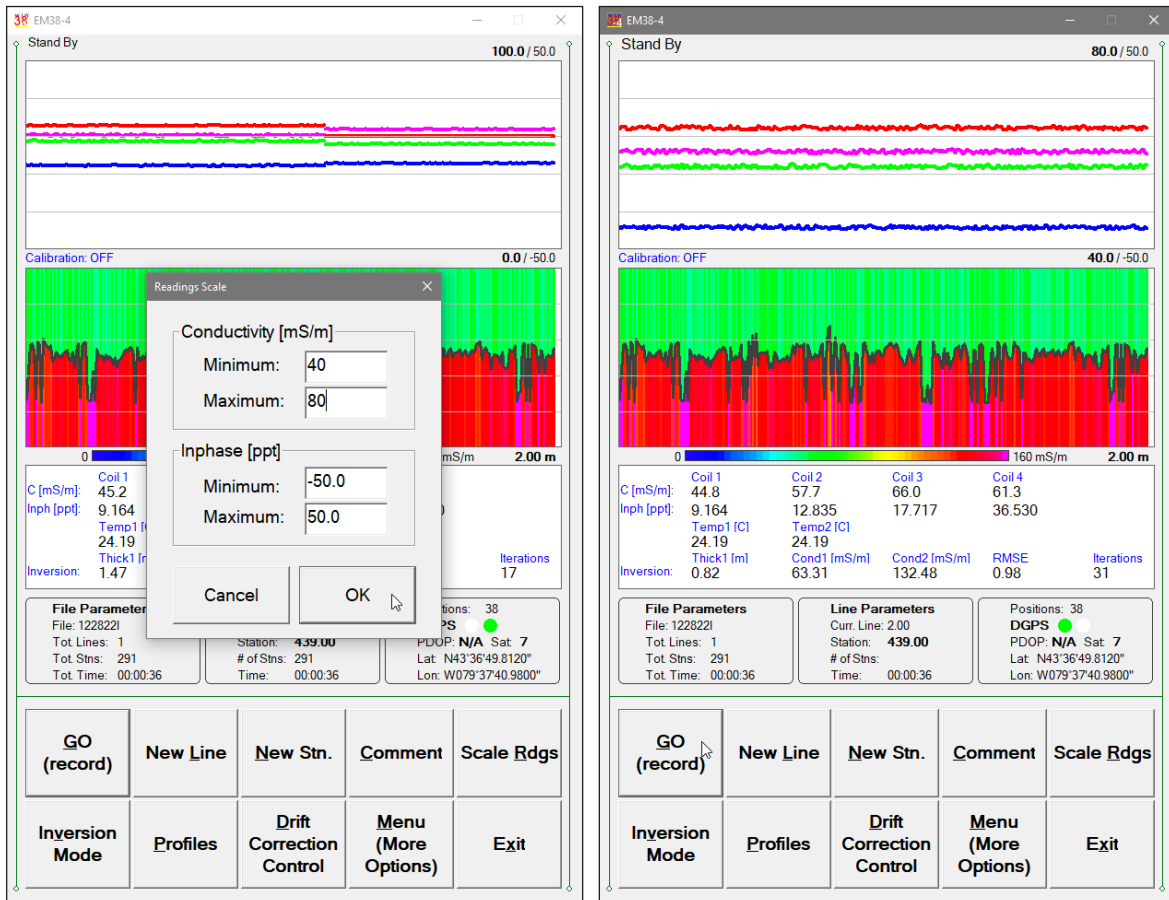 EM38-4
Stand By
100.0 / 50.0
Calibration: OFF
0.0 / -50.0
Readings Scale
Conductivity [mS/m]
Minimum: 40
Maximum: 80
Inphase [ppt]
Minimum: -50.0
Maximum: 50.0
Cancel OK
0 mS/m 2.00 m
Coil 1
C [mS/m]: 45.2
Inph [ppt]: 9.164
Temp1 [
24.19
Thick1 [ Iterations
Inversion: 1.47 17
File Parameter
File: 122822I
Tot. Lines: 1
Tot. Stns: 291
Tot. Time: 00:00:36
Station: 439.00
# of Stns: 291
Time: 00:00:36
tions: 38
PS
PDOP: N/A Sat: 7
Lat: N43°36'49.8120"
Lon: W079°37'40.9800"
GO
(record)
New Line
New Stn.
Comment
Scale Rdgs
Inversion
Mode
Profiles
Drift
Correction
Control
Menu
(More
Options)
Exit
EM38-4
Stand By
80.0 / 50.0
Calibration: OFF
40.0 / -50.0
0 160 mS/m 2.00 m
Coil 1 Coil 2 Coil 3 Coil 4
C [mS/m]: 44.8 57.7 66.0 61.3
Inph [ppt]: 9.164 12.835 17.717 36.530
Temp1 [C] Temp2 [C]
24.19 24.19
Thick1 [m] Cond1 [mS/m] Cond2 [mS/m] RMSE Iterations
Inversion: 0.82 63.31 132.48 0.98 31
File Parameters
File: 122822I
Tot. Lines: 1
Tot. Stns: 291
Tot. Time: 00:00:36
Line Parameters
Curr. Line: 2.00
Station: 439.00
# of Stns:
Time: 00:00:36
Positions: 38
DGPS
PDOP: N/A Sat: 7
Lat: N43°36'49.8120"
Lon: W079°37'40.9800"
GO
(record)
New Line
New Stn.
Comment
Scale Rdgs
Inversion
Mode
Profiles
Drift
Correction
Control
Menu
(More
Options)
Exit